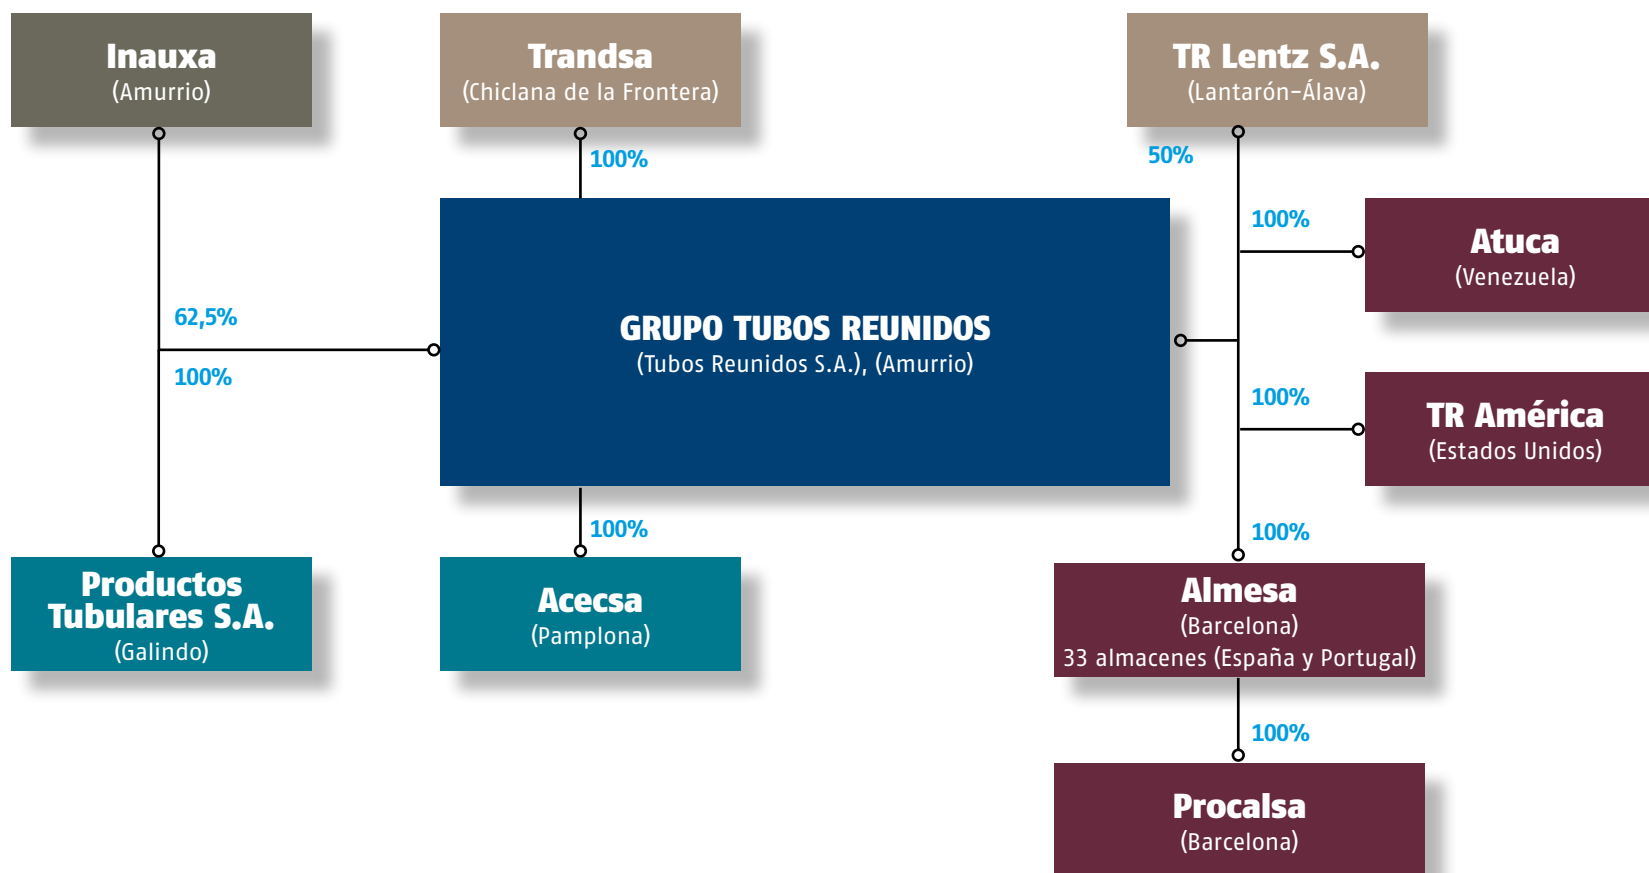 Inauxa
(Amurrio)
Trandsa
(Chiclana de la Frontera)
TR Lentz S.A.
(Lantarón-Álava)
100%
50%
100%
Atuca
(Venezuela)
62,5%
GRUPO TUBOS REUNIDOS
(Tubos Reunidos S.A.), (Amurrio)
100%
100%
TR América
(Estados Unidos)
100%
100%
Productos
Tubulares S.A.
(Galindo)
Acecsa
(Pamplona)
Almesa
(Barcelona)
33 almacenes (España y Portugal)
100%
Procalsa
(Barcelona)